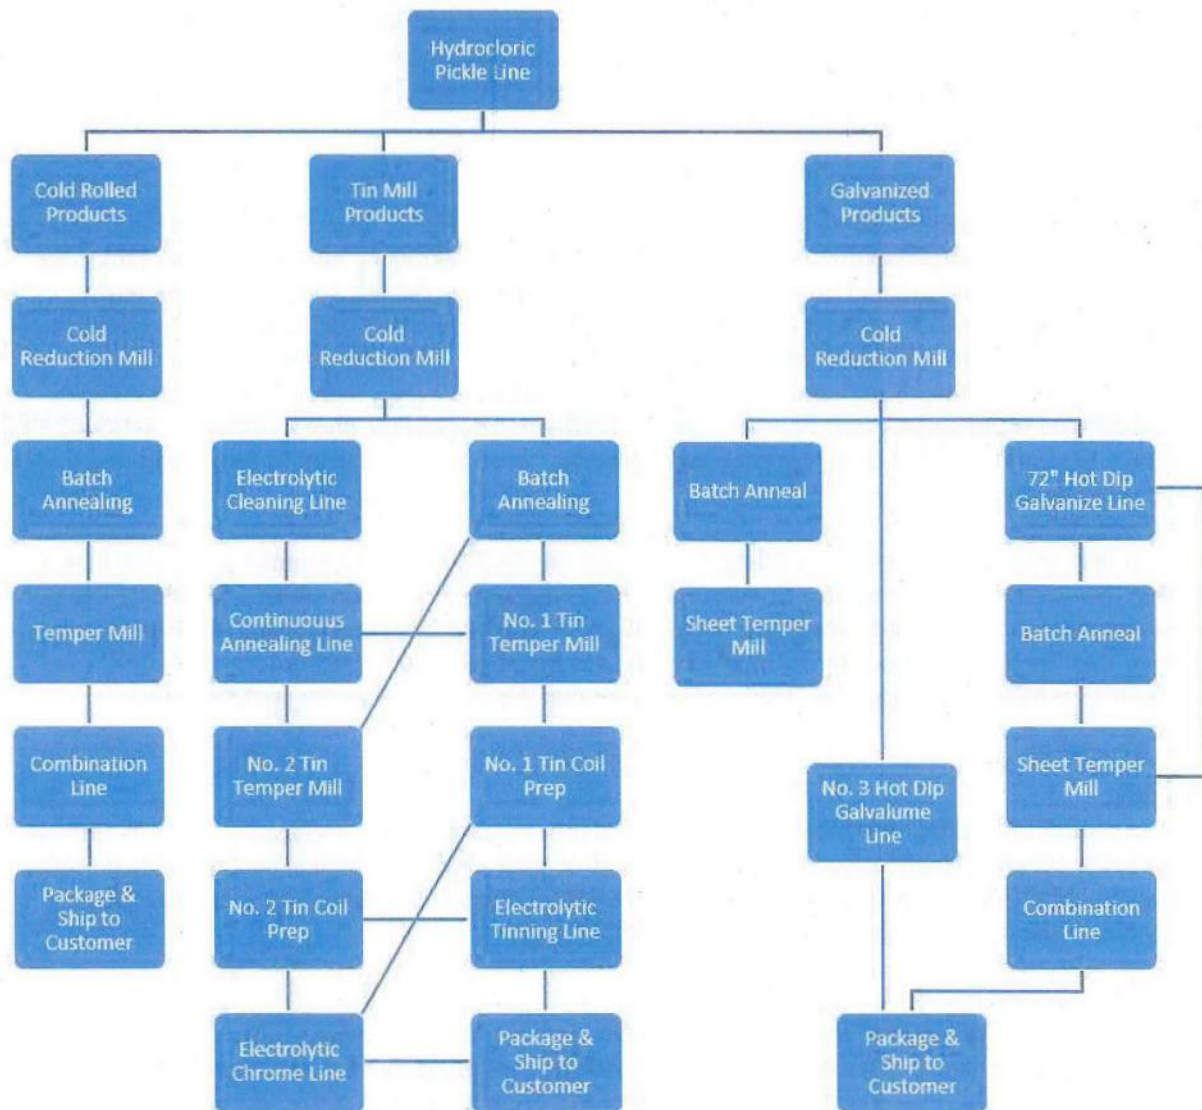 Hydrocloric
Pickle Line
Cold Rolled
Products
Tin Mill
Products
Galvanized
Products
Cold
Reduction Mill
Cold
Reduction Mill
Cold
Reduction Mill
Batch
Annealing
Electrolytic
Cleaning Line
Batch
Annealing
Batch Anneal
72" Hot Dip
Galvanize Line
Temper Mill
Continuouus
Annealing Line
No. 1 Tin
Temper Mill
Sheet Temper
Mill
Batch Anneal
Combination
Line
No. 2 Tin
Temper Mill
No. 1 Tin Coil
Prep
No. 3 Hot Dip
Galvalume
Line
Sheet Temper
Mill
Package &
Ship to
Customer
No. 2 Tin Coil
Prep
Electrolytic
Tinning Line
Combination
Line
Electrolytic
Chrome Line
Package &
Ship to
Customer
Package &
Ship to
Customer